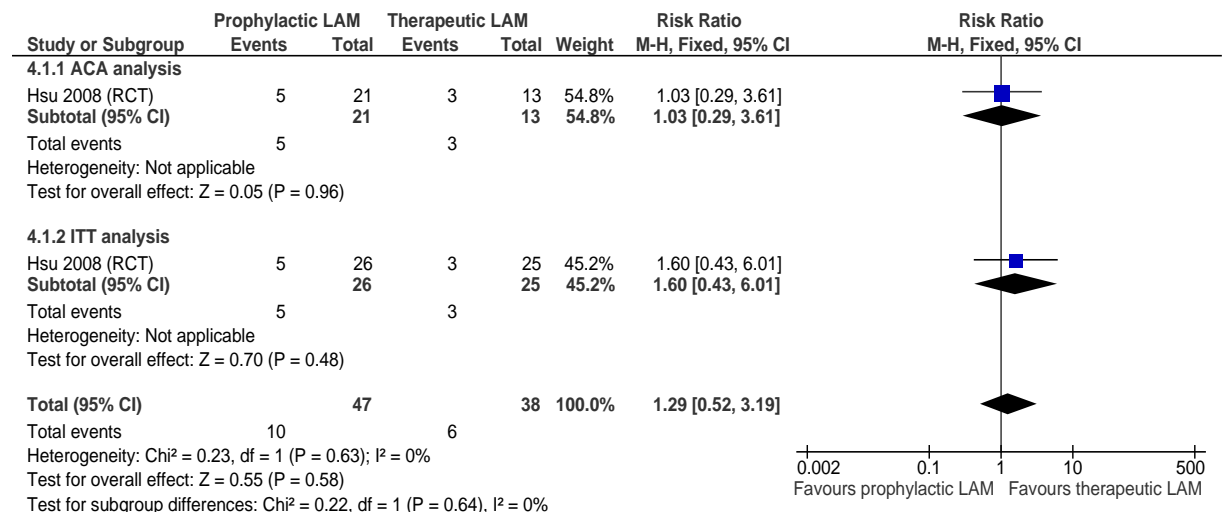 Prophylactic LAM Therapeutic LAM Risk Ratio Risk Ratio
Study or Subgroup Events Total Events Total Weight M-H, Fixed, 95% CI M-H, Fixed, 95% CI
4.1.1 ACA analysis
Hsu 2008 (RCT) 5 21 3 13 54.8% 1.03 [0.29, 3.61]
Subtotal (95% CI) 21 13 54.8% 1.03 [0.29, 3.61]
Total events 5 3
Heterogeneity: Not applicable
Test for overall effect: Z = 0.05 (P = 0.96)
4.1.2 ITT analysis
Hsu 2008 (RCT) 5 26 3 25 45.2% 1.60 [0.43, 6.01]
Subtotal (95% CI) 26 25 45.2% 1.60 [0.43, 6.01]
Total events 5 3
Heterogeneity: Not applicable
Test for overall effect: Z = 0.70 (P = 0.48)
Total (95% CI) 47 38 100.0% 1.29 [0.52, 3.19]
Total events 10 6
Heterogeneity: Chi² = 0.23, df = 1 (P = 0.63); I² = 0%
Test for overall effect: Z = 0.55 (P = 0.58)
Test for subgroup differences: Chi² = 0.22, df = 1 (P = 0.64), I² = 0%
0.002 0.1 1 10 500
Favours prophylactic LAM Favours therapeutic LAM